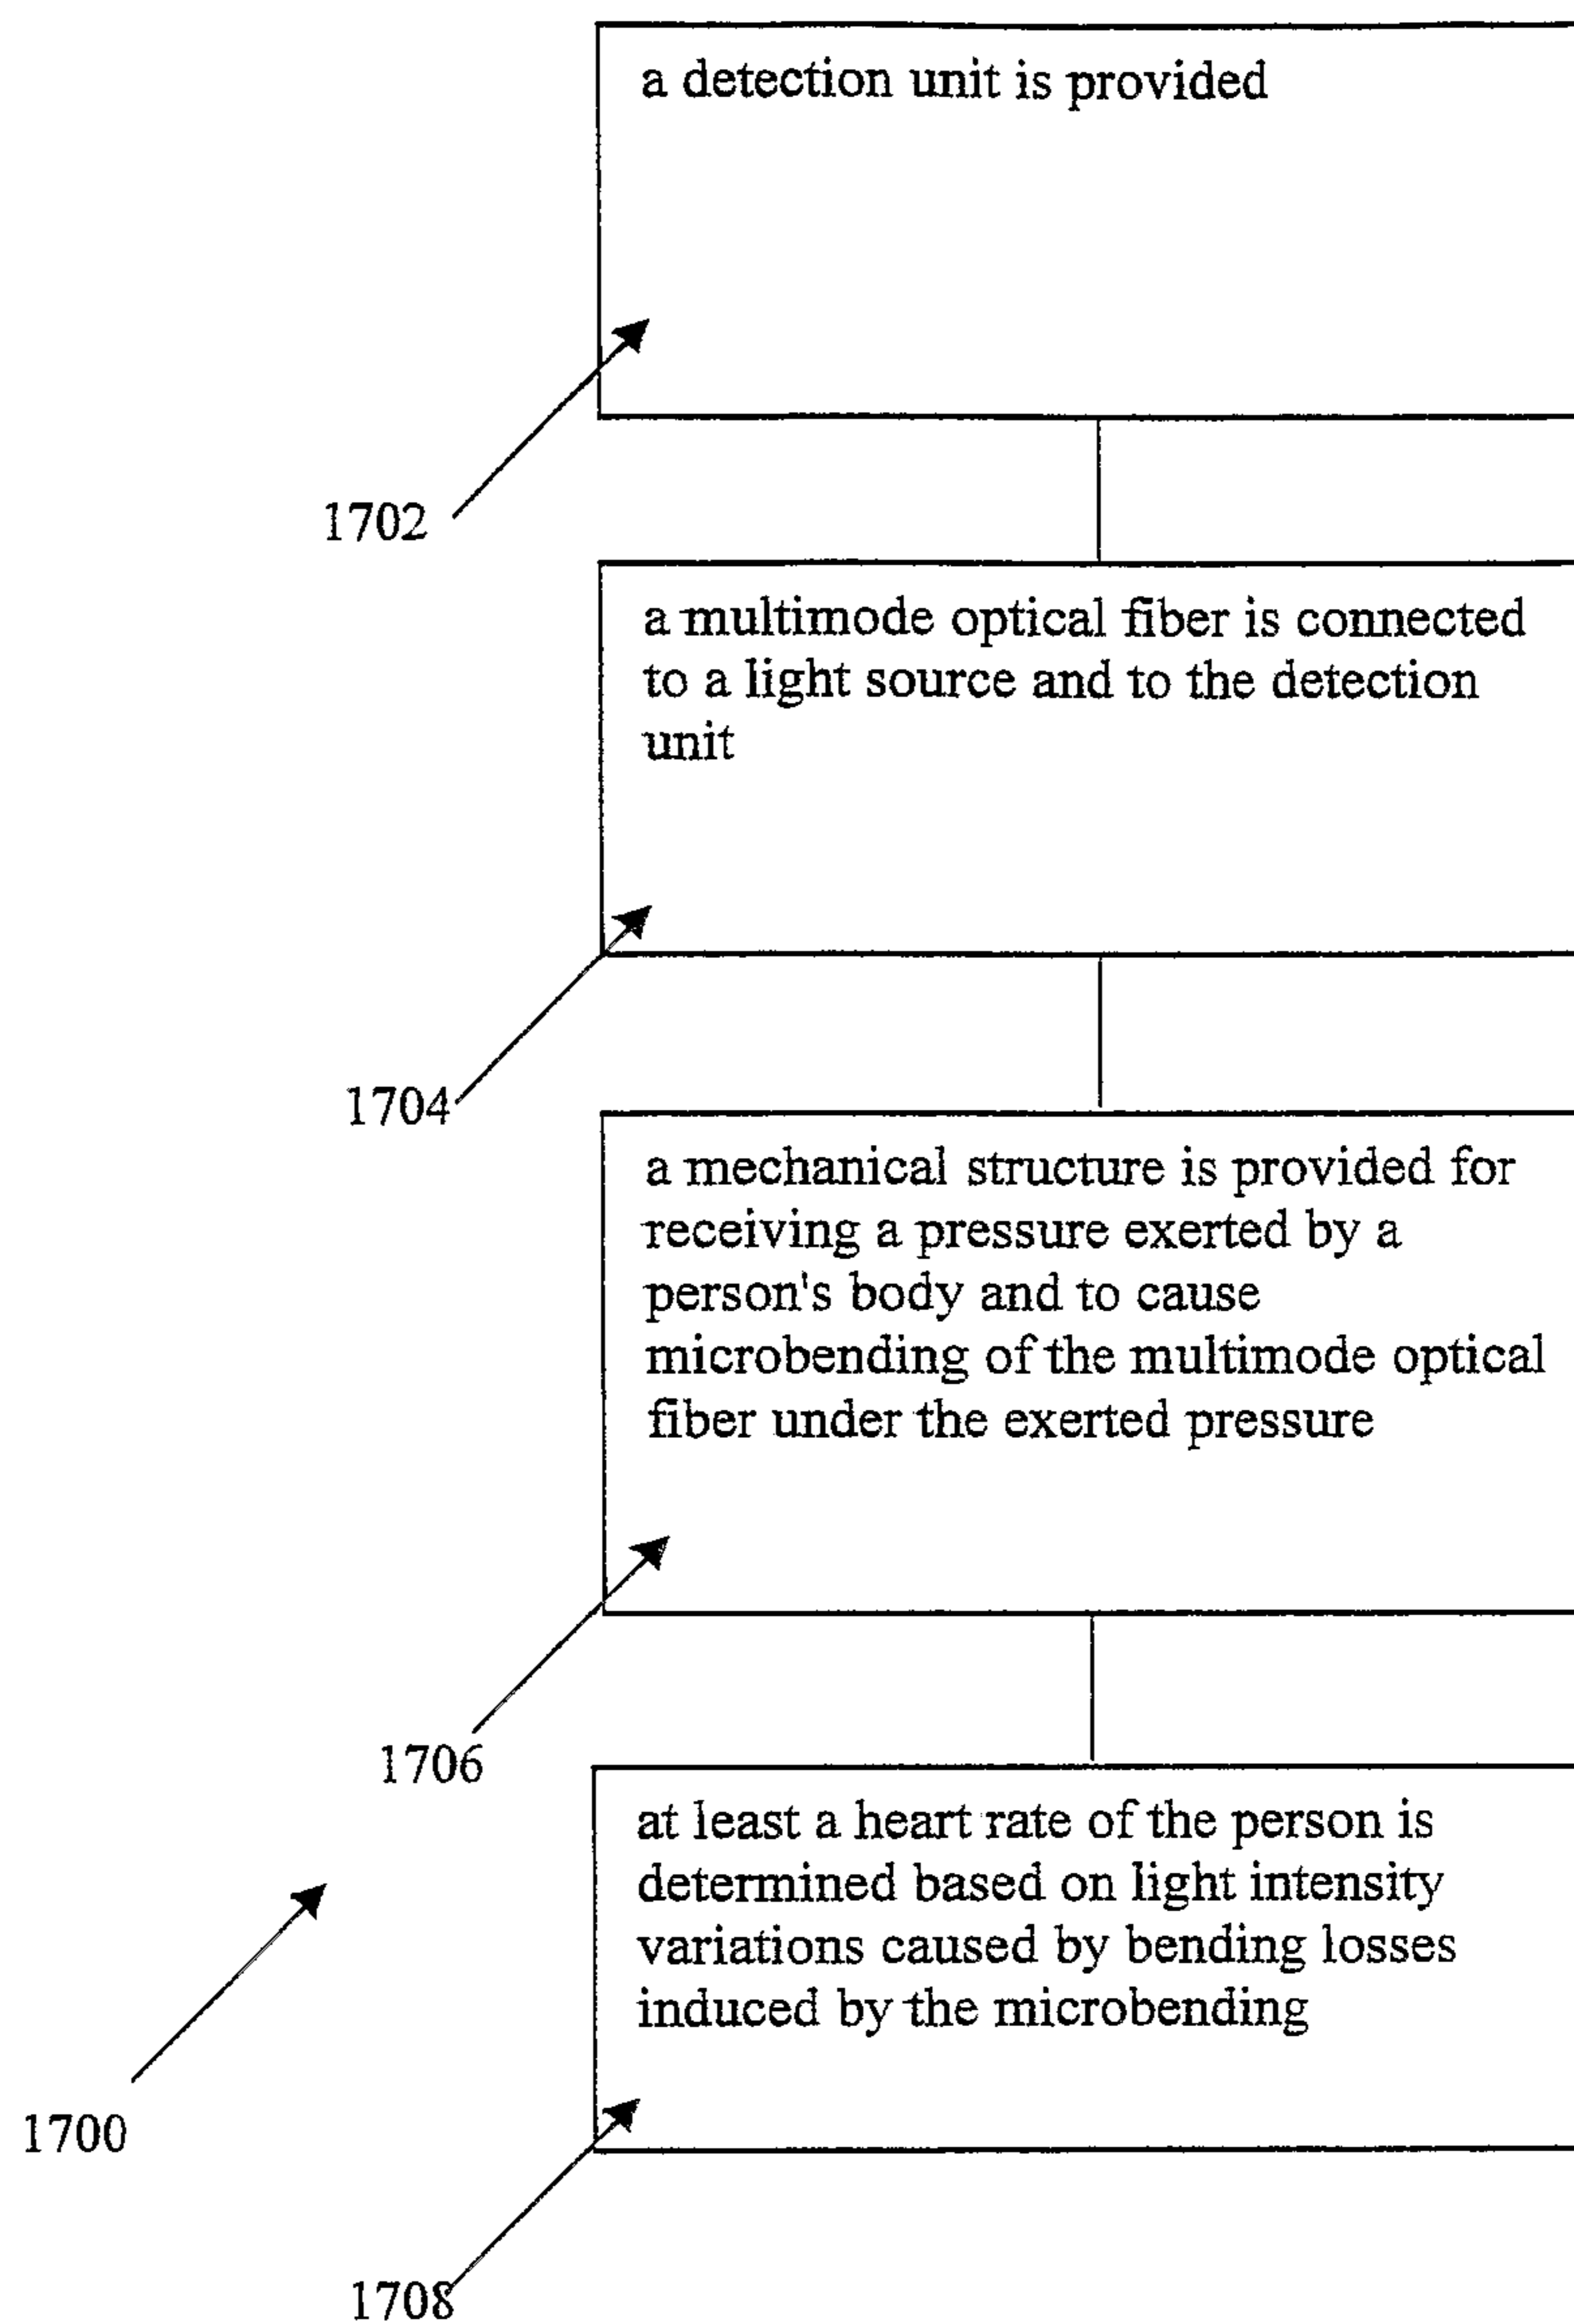 a detection unit is provided
1702
a multimode optical fiber is connected
to a light source and to the detection
unit
1704
a mechanical structure is provided for
receiving a pressure exerted by a
person's body and to cause
microbending of the multimode optical
fiber under the exerted pressure
1706
at least a heart rate of the person is
determined based on light intensity
variations caused by bending losses
induced by the microbending
1700
1708